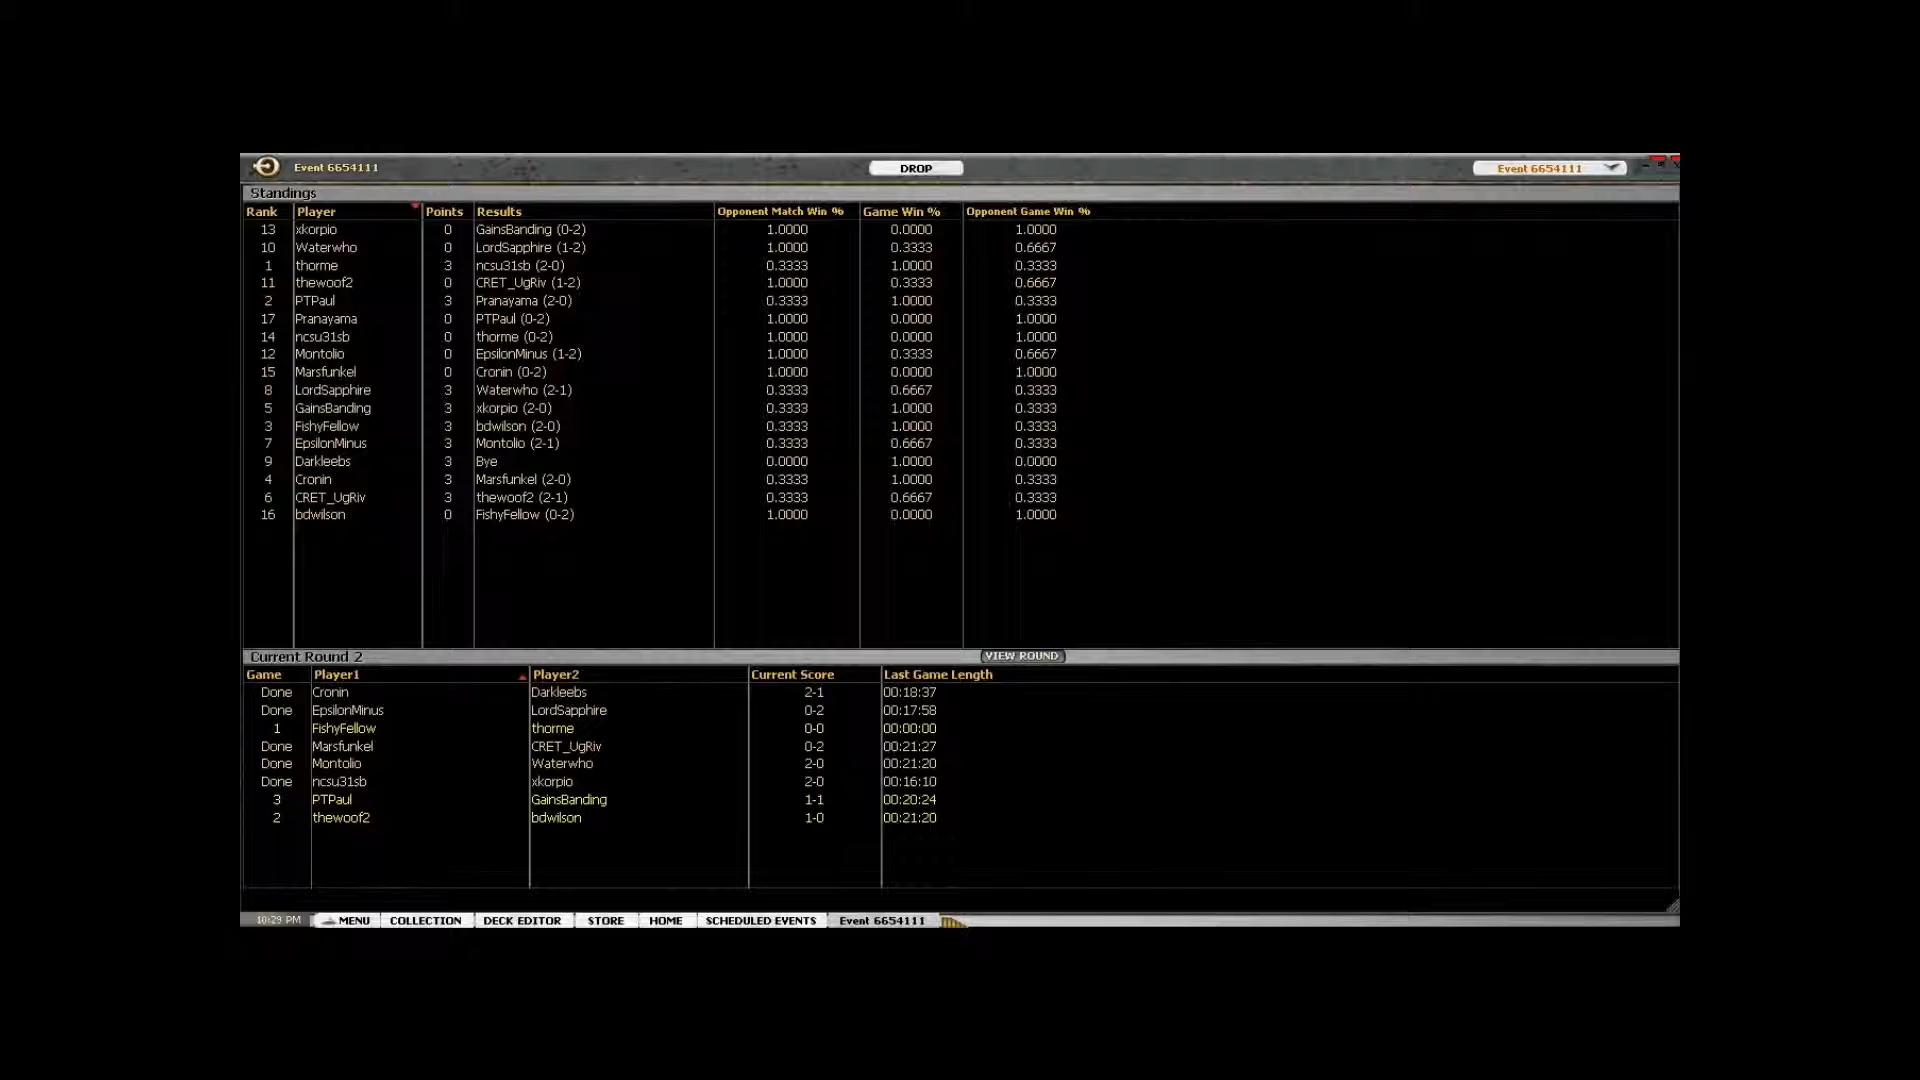 Event 6654111 DROP Event 6654111
Standings
Rank Player Points Results Opponent Match Win % Game Win % Opponent Game Win %
13 xkorpio 0 GainsBanding (0-2) 1.0000 0.0000 1.0000
10 Waterwho 0 LordSapphire (1-2) 1.0000 0.3333 0.6667
1 thorme 3 ncsu31sb (2-0) 0.3333 1.0000 0.3333
11 thewoof2 0 CRET_UgRiv (1-2) 1.0000 0.3333 0.6667
2 PTPaul 3 Pranayama (2-0) 0.3333 1.0000 0.3333
17 Pranayama 0 PTPaul (0-2) 1.0000 0.0000 1.0000
14 ncsu31sb 0 thorme (0-2) 1.0000 0.0000 1.0000
12 Montolio 0 EpsilonMinus (1-2) 1.0000 0.3333 0.6667
15 Marsfunkel 0 Cronin (0-2) 1.0000 0.0000 1.0000
8 LordSapphire 3 Waterwho (2-1) 0.3333 0.6667 0.3333
5 GainsBanding 3 xkorpio (2-0) 0.3333 1.0000 0.3333
3 FishyFellow 3 bdwilson (2-0) 0.3333 1.0000 0.3333
7 EpsilonMinus 3 Montolio (2-1) 0.3333 0.6667 0.3333
9 Darkleebs 3 Bye 0.0000 1.0000 0.0000
4 Cronin 3 Marsfunkel (2-0) 0.3333 1.0000 0.3333
6 CRET_UgRiv 3 thewoof2 (2-1) 0.3333 0.6667 0.3333
16 bdwilson 0 FishyFellow (0-2) 1.0000 0.0000 1.0000
Current Round 2 VIEW ROUND
Game Player1 Player2 Current Score Last Game Length
Done Cronin Darkleebs 2-1 00:18:37
Done EpsilonMinus LordSapphire 0-2 00:17:58
1 FishyFellow thorme 0-0 00:00:00
Done Marsfunkel CRET_UgRiv 0-2 00:21:27
Done Montolio Waterwho 2-0 00:21:20
Done ncsu31sb xkorpio 2-0 00:16:10
3 PTPaul GainsBanding 1-1 00:20:24
2 thewoof2 bdwilson 1-0 00:21:20
10:29 PM MENU COLLECTION DECK EDITOR STORE HOME SCHEDULED EVENTS Event 6654111